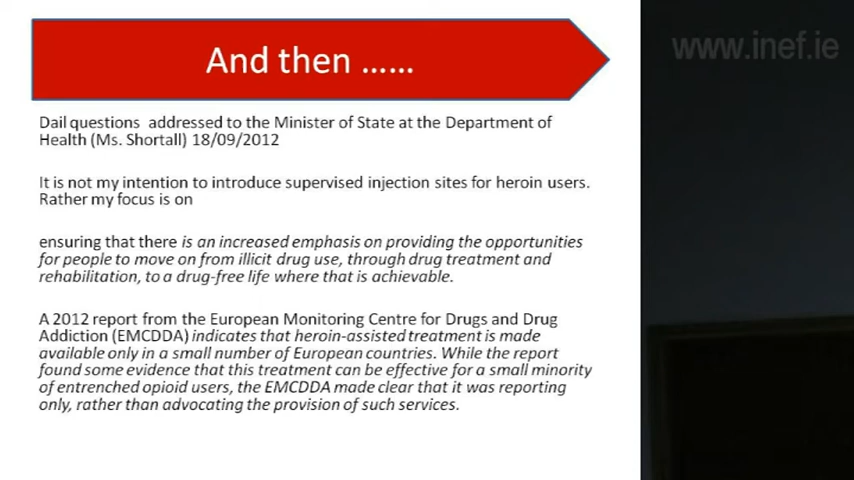 And then ......
www.inef.ie
Dail questions addressed to the Minister of State at the Department of
Health (Ms. Shortall) 18/09/2012
It is not my intention to introduce supervised injection sites for heroin users.
Rather my focus is on
ensuring that there is an increased emphasis on providing the opportunities
for people to move on from illicit drug use, through drug treatment and
rehabilitation, to a drug-free life where that is achievable.
A 2012 report from the European Monitoring Centre for Drugs and Drug
Addiction (EMCDDA) indicates that heroin-assisted treatment is made
available only in a small number of European countries. While the report
found some evidence that this treatment can be effective for a small minority
of entrenched opioid users, the EMCDDA made clear that it was reporting
only, rather than advocating the provision of such services.